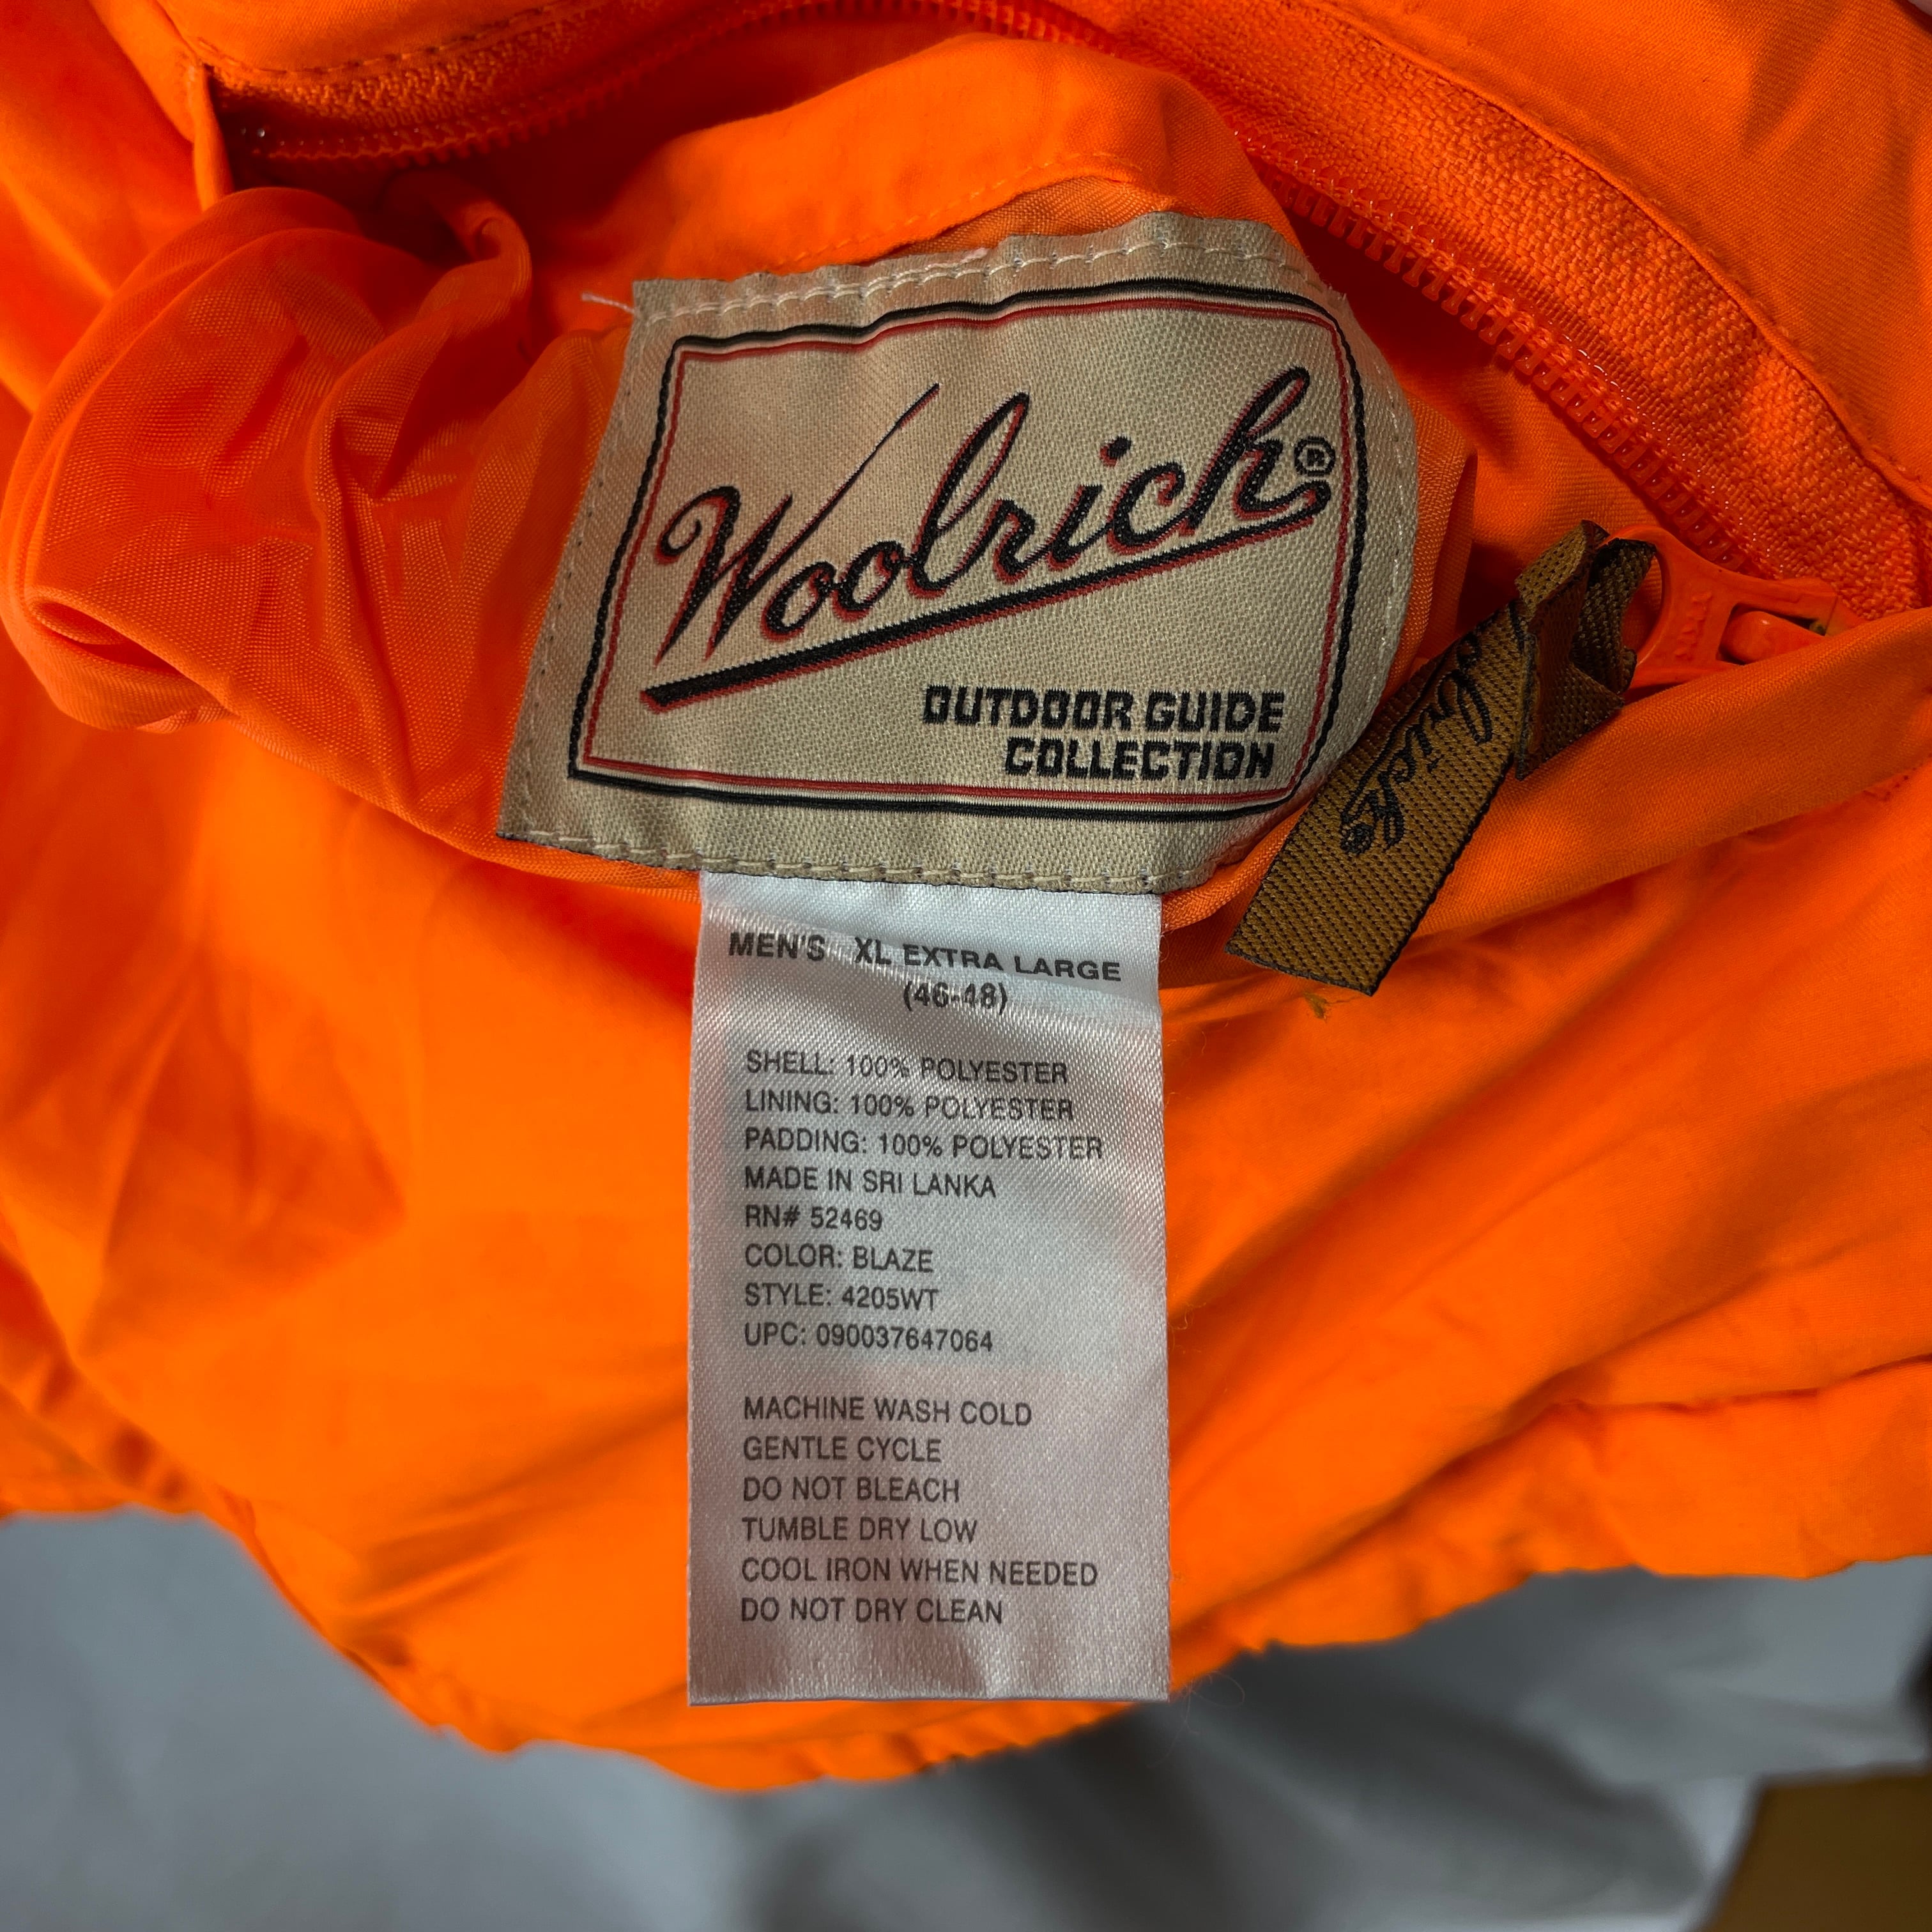 Woolrich®
OUTDOOR GUIDE
COLLECTION
MEN'S XL EXTRA LARGE
(46-48)
SHELL: 100% POLYESTER
LINING: 100% POLYESTER
PADDING: 100% POLYESTER
MADE IN SRI LANKA
RN# 52469
COLOR: BLAZE
STYLE: 4205WT
UPC: 090037647064
MACHINE WASH COLD
GENTLE CYCLE
DO NOT BLEACH
TUMBLE DRY LOW
COOL IRON WHEN NEEDED
DO NOT DRY CLEAN